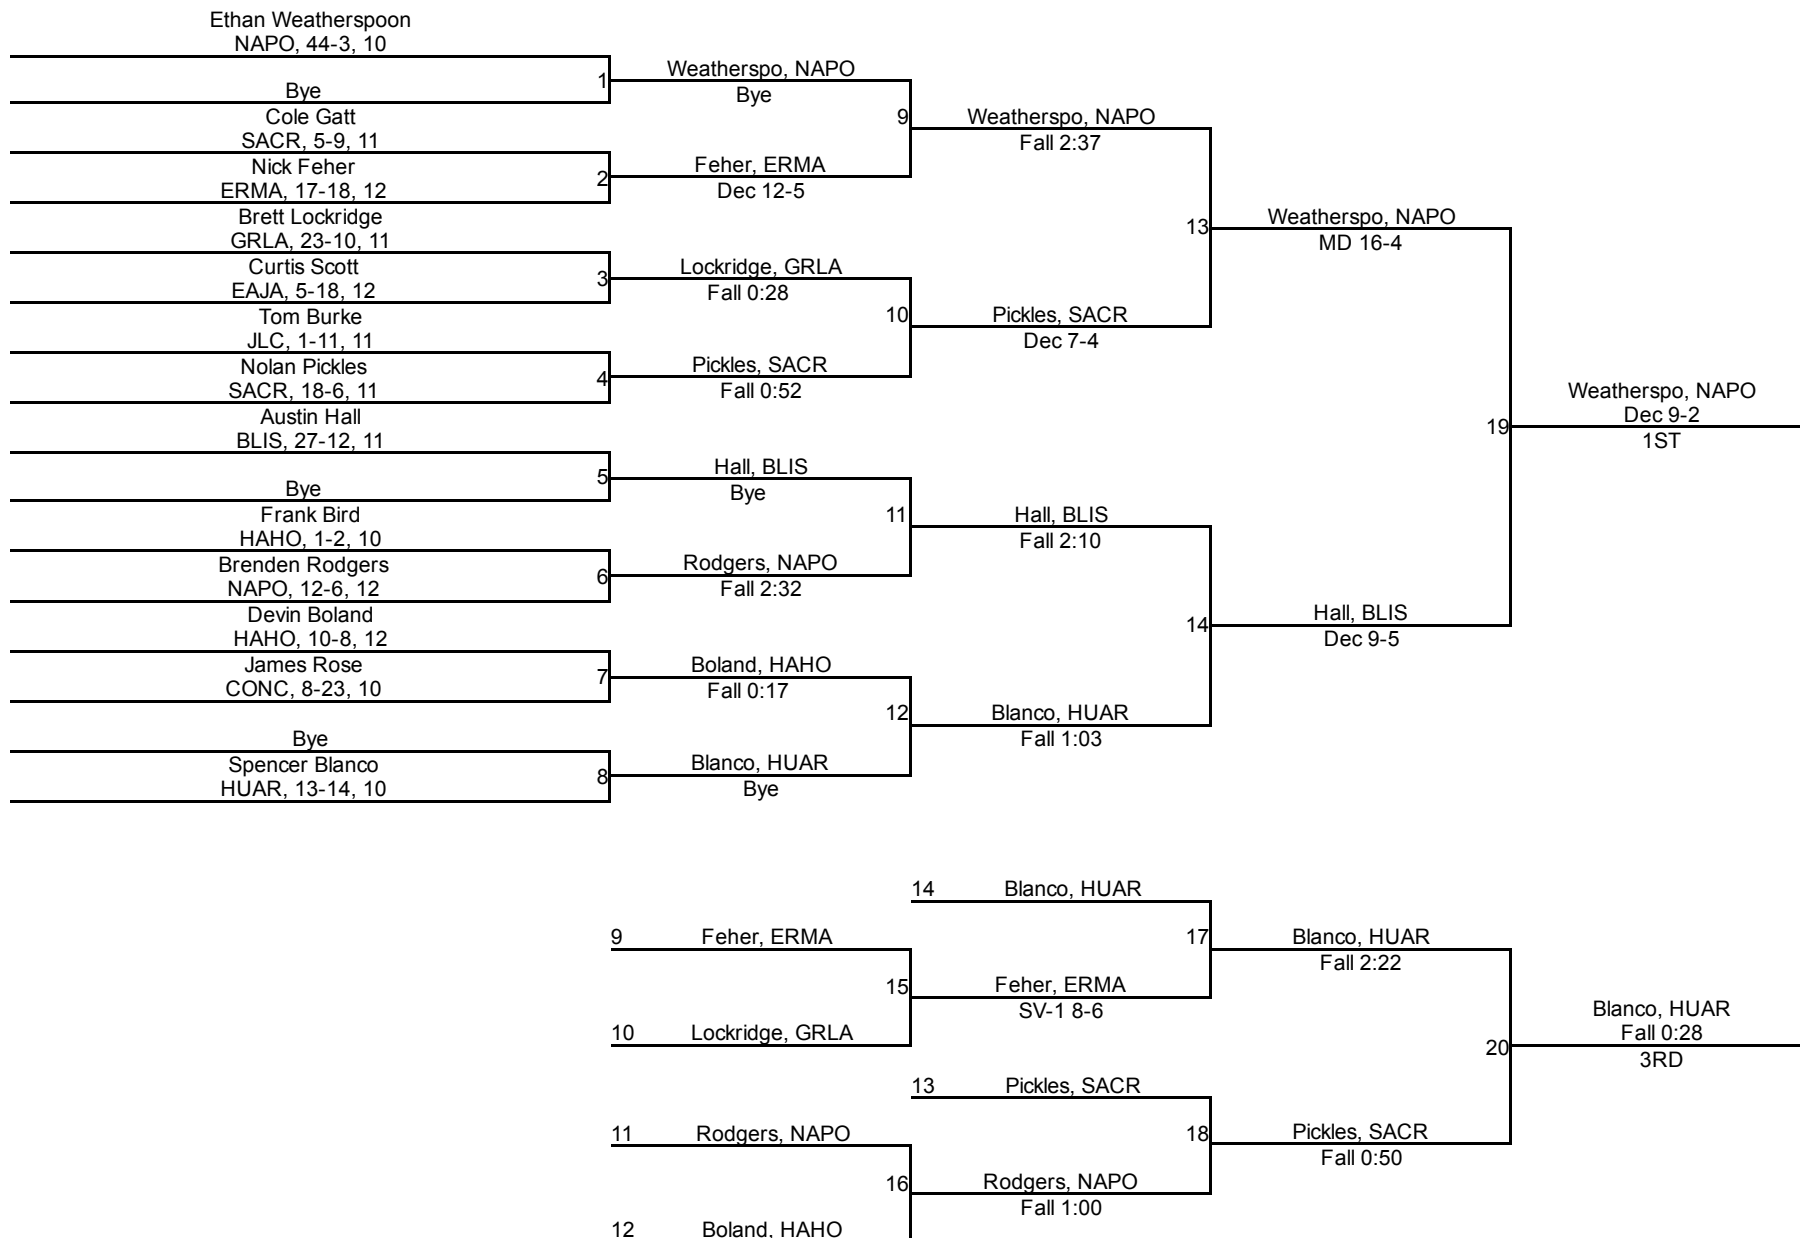 Ethan Weatherspoon
NAPO, 44-3, 10
Bye
1
Cole Gatt
SACR, 5-9, 11
Nick Feher
ERMA, 17-18, 12
2
Brett Lockridge
GRLA, 23-10, 11
Curtis Scott
EAJA, 5-18, 12
3
Tom Burke
JLC, 1-11, 11
Nolan Pickles
SACR, 18-6, 11
4
Austin Hall
BLIS, 27-12, 11
Bye
5
Frank Bird
HAHO, 1-2, 10
Brenden Rodgers
NAPO, 12-6, 12
6
Devin Boland
HAHO, 10-8, 12
James Rose
CONC, 8-23, 10
7
Bye
Spencer Blanco
HUAR, 13-14, 10
8
Weatherspo, NAPO
Bye
9
Feher, ERMA
Dec 12-5
Lockridge, GRLA
Fall 0:28
10
Pickles, SACR
Fall 0:52
Hall, BLIS
Bye
11
Rodgers, NAPO
Fall 2:32
Boland, HAHO
Fall 0:17
12
Blanco, HUAR
Bye
Weatherspo, NAPO
Fall 2:37
13
Pickles, SACR
Dec 7-4
Hall, BLIS
Fall 2:10
14
Blanco, HUAR
Fall 1:03
Weatherspo, NAPO
MD 16-4
19
Hall, BLIS
Dec 9-5
Weatherspo, NAPO
Dec 9-2
1ST
9 Feher, ERMA
15
10 Lockridge, GRLA
11 Rodgers, NAPO
16
12 Boland, HAHO
14 Blanco, HUAR
17
Feher, ERMA
SV-1 8-6
13 Pickles, SACR
18
Rodgers, NAPO
Fall 1:00
Blanco, HUAR
Fall 2:22
20
Pickles, SACR
Fall 0:50
Blanco, HUAR
Fall 0:28
3RD